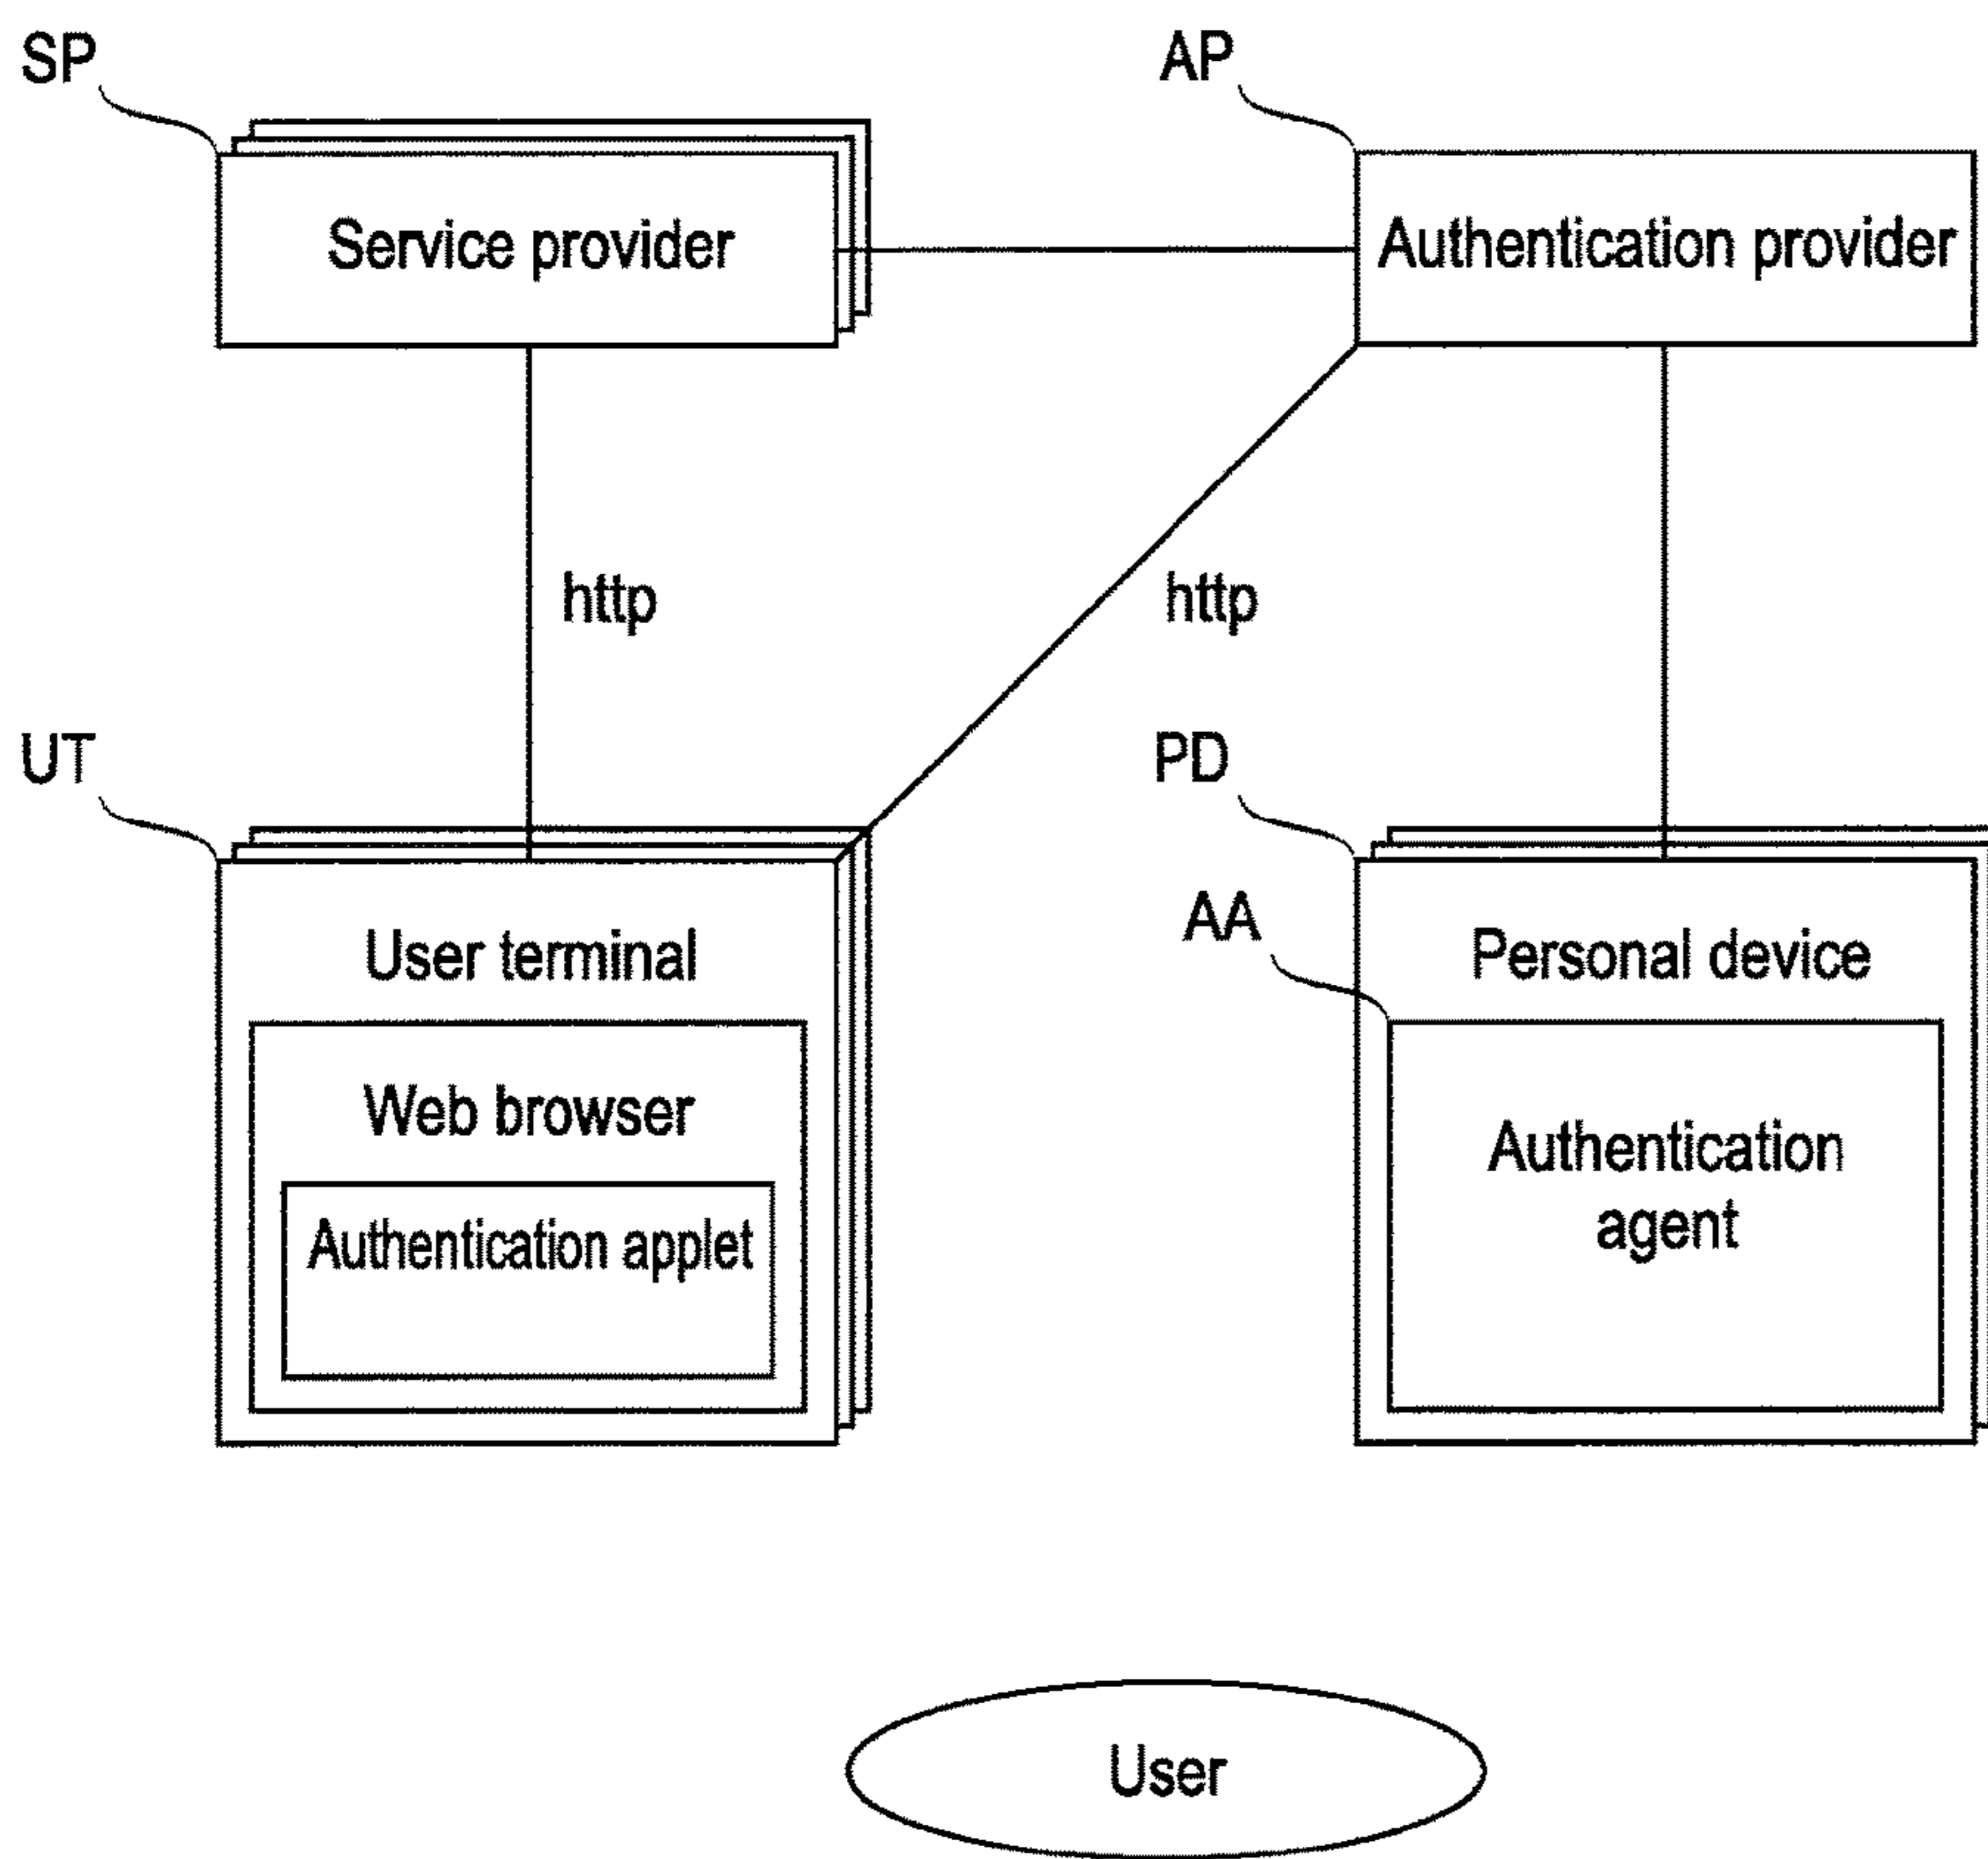 SP
AP
Service provider
Authentication provider
http
http
UT
PD
AA
User terminal
Personal device
Web browser
Authentication
agent
Authentication applet
User